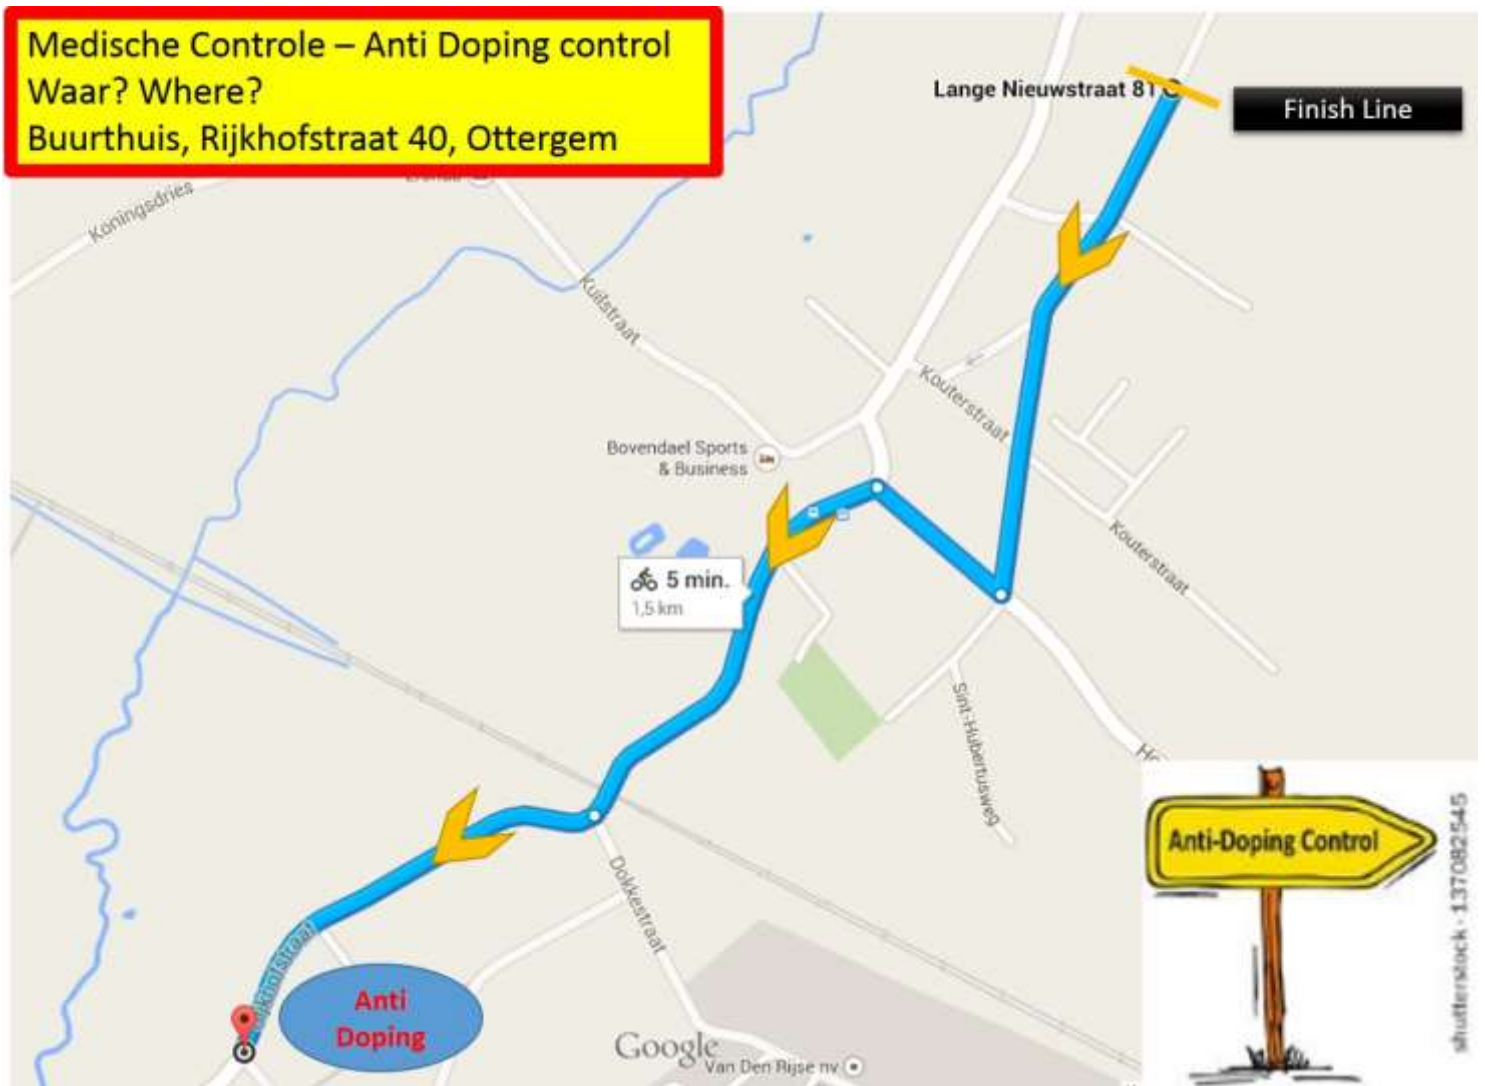 Medische Controle – Anti Doping control
Waar? Where?
Buurthuis, Rijkhofstraat 40, Ottergem
Lange Nieuwstraat 81
Finish Line
Koningsdries
Kuilstraat
Kouterstraat
Bovendael Sports
& Business
Kouterstraat
5 min.
1,5 km
Sint-Hubertusweg
Anti-Doping Control
shutterstock · 137082545
Dokkestraat
Anti
Doping
Google
Van Den Rijse nv